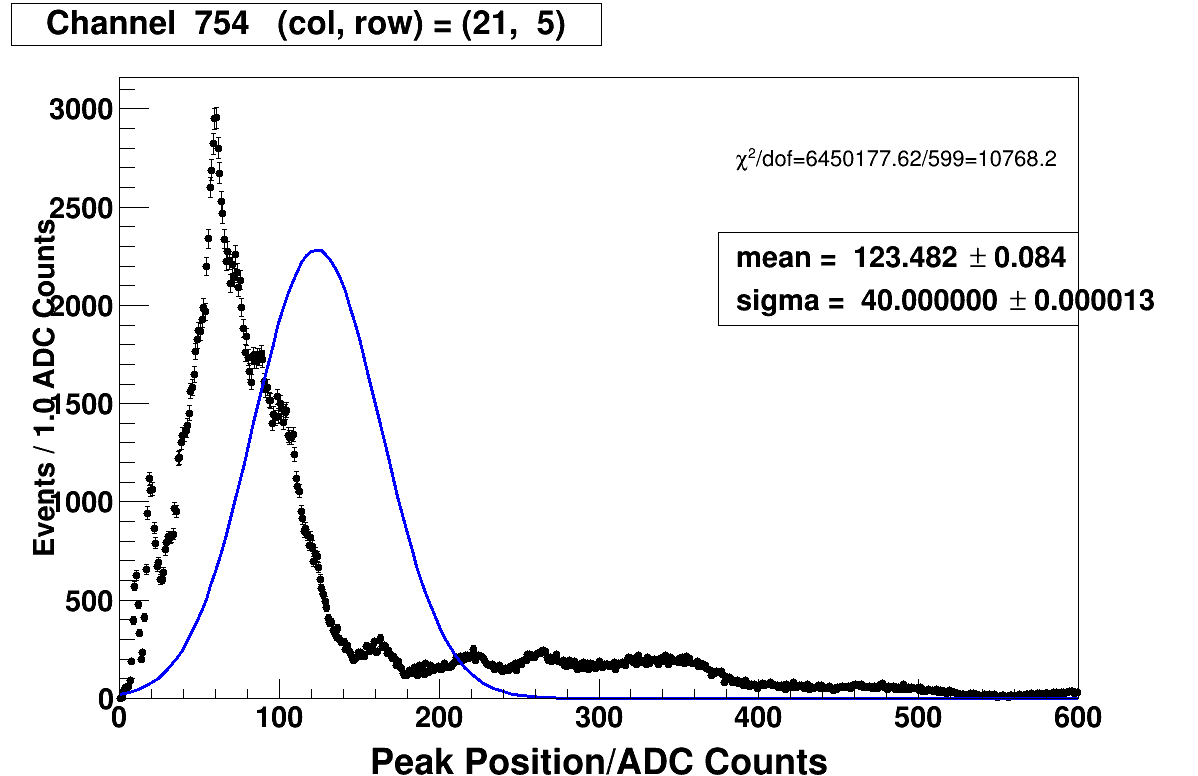 Channel 754 (col, row) = (21, 5)
χ²/dof=6450177.62/599=10768.2
mean = 123.482 ± 0.084
sigma = 40.000000 ± 0.000013
Events / 1.0 ADC Counts
3000
2500
2000
1500
1000
500
0
0 100 200 300 400 500 600
Peak Position/ADC Counts